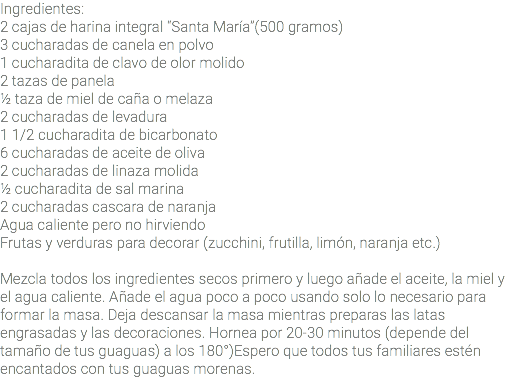 Ingredientes:
2 cajas de harina integral “Santa María”(500 gramos)
3 cucharadas de canela en polvo
1 cucharadita de clavo de olor molido
2 tazas de panela
½ taza de miel de caña o melaza
2 cucharadas de levadura
1 1/2 cucharadita de bicarbonato
6 cucharadas de aceite de oliva
2 cucharadas de linaza molida
½ cucharadita de sal marina
2 cucharadas cascara de naranja
Agua caliente pero no hirviendo
Frutas y verduras para decorar (zucchini, frutilla, limón, naranja etc.)

Mezcla todos los ingredientes secos primero y luego añade el aceite, la miel y
el agua caliente. Añade el agua poco a poco usando solo lo necesario para
formar la masa. Deja descansar la masa mientras preparas las latas
engrasadas y las decoraciones. Hornea por 20-30 minutos (depende del
tamaño de tus guaguas) a los 180°)Espero que todos tus familiares estén
encantados con tus guaguas morenas.